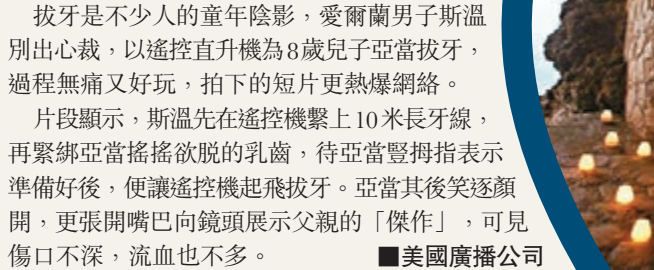 拔牙是不少人的童年陰影，愛爾蘭男子斯溫
別出心裁，以遙控直升機為8歲兒子亞當拔牙，
過程無痛又好玩，拍下的短片更熱爆網絡。
片段顯示，斯溫先在遙控機繫上10米長牙線，
再緊綁亞當搖搖欲脱的乳齒，待亞當豎拇指表示
準備好後，便讓遙控機起飛拔牙。亞當其後笑逐顏
開，更張開嘴巴向鏡頭展示父親的「傑作」，可見
傷口不深，流血也不多。 ■美國廣播公司